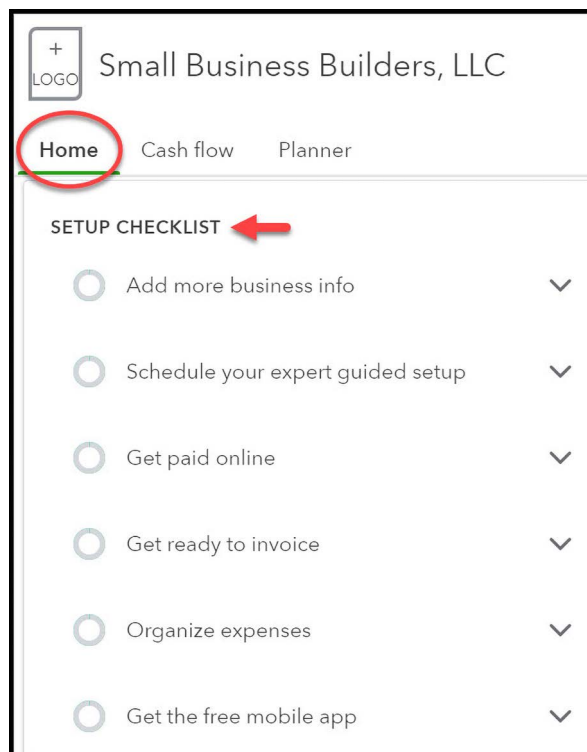 +
LOGO
Small Business Builders, LLC
Home Cash flow Planner
SETUP CHECKLIST
Add more business info
Schedule your expert guided setup
Get paid online
Get ready to invoice
Organize expenses
Get the free mobile app